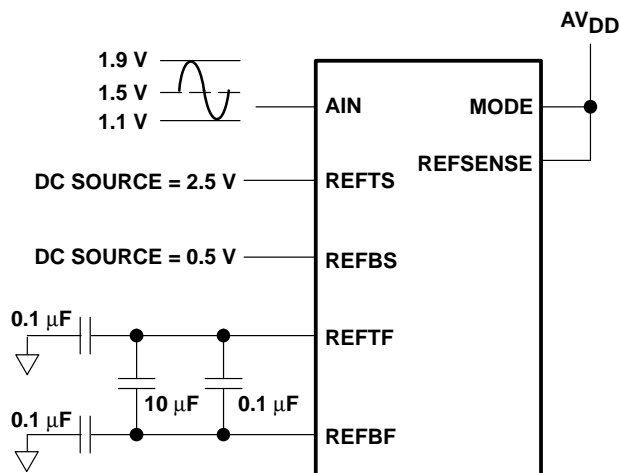 AVDD
1.9 V
1.5 V
1.1 V
AIN
MODE
REFSENSE
DC SOURCE = 2.5 V
REFTS
DC SOURCE = 0.5 V
REFBS
0.1 μF
REFTF
10 μF
0.1 μF
0.1 μF
REFBF